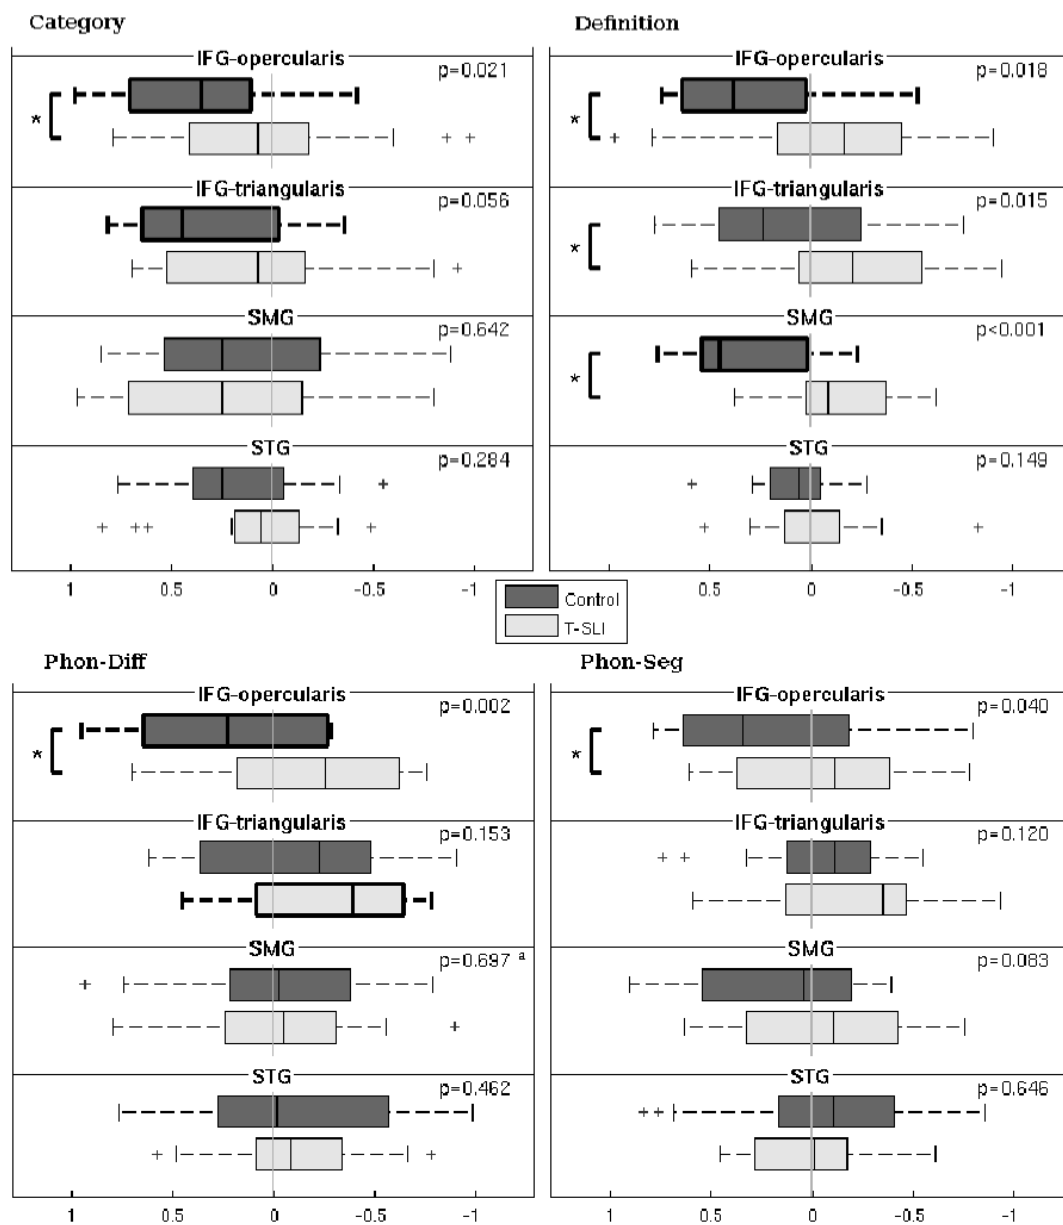 Category
IFG-opercularis
p=0.021
*
IFG-triangularis
p=0.056
SMG
p=0.642
STG
p=0.284
1 0.5 0 -0.5 -1
Definition
IFG-opercularis
p=0.018
*
IFG-triangularis
p=0.015
*
SMG
p<0.001
*
STG
p=0.149
0.5 0 -0.5 -1
Control
T-SLI
Phon-Diff
IFG-opercularis
p=0.002
*
IFG-triangularis
p=0.153
SMG
p=0.697 a
STG
p=0.462
1 0.5 0 -0.5 -1
Phon-Seg
IFG-opercularis
p=0.040
*
IFG-triangularis
p=0.120
SMG
p=0.083
STG
p=0.646
1 0.5 0 -0.5 -1